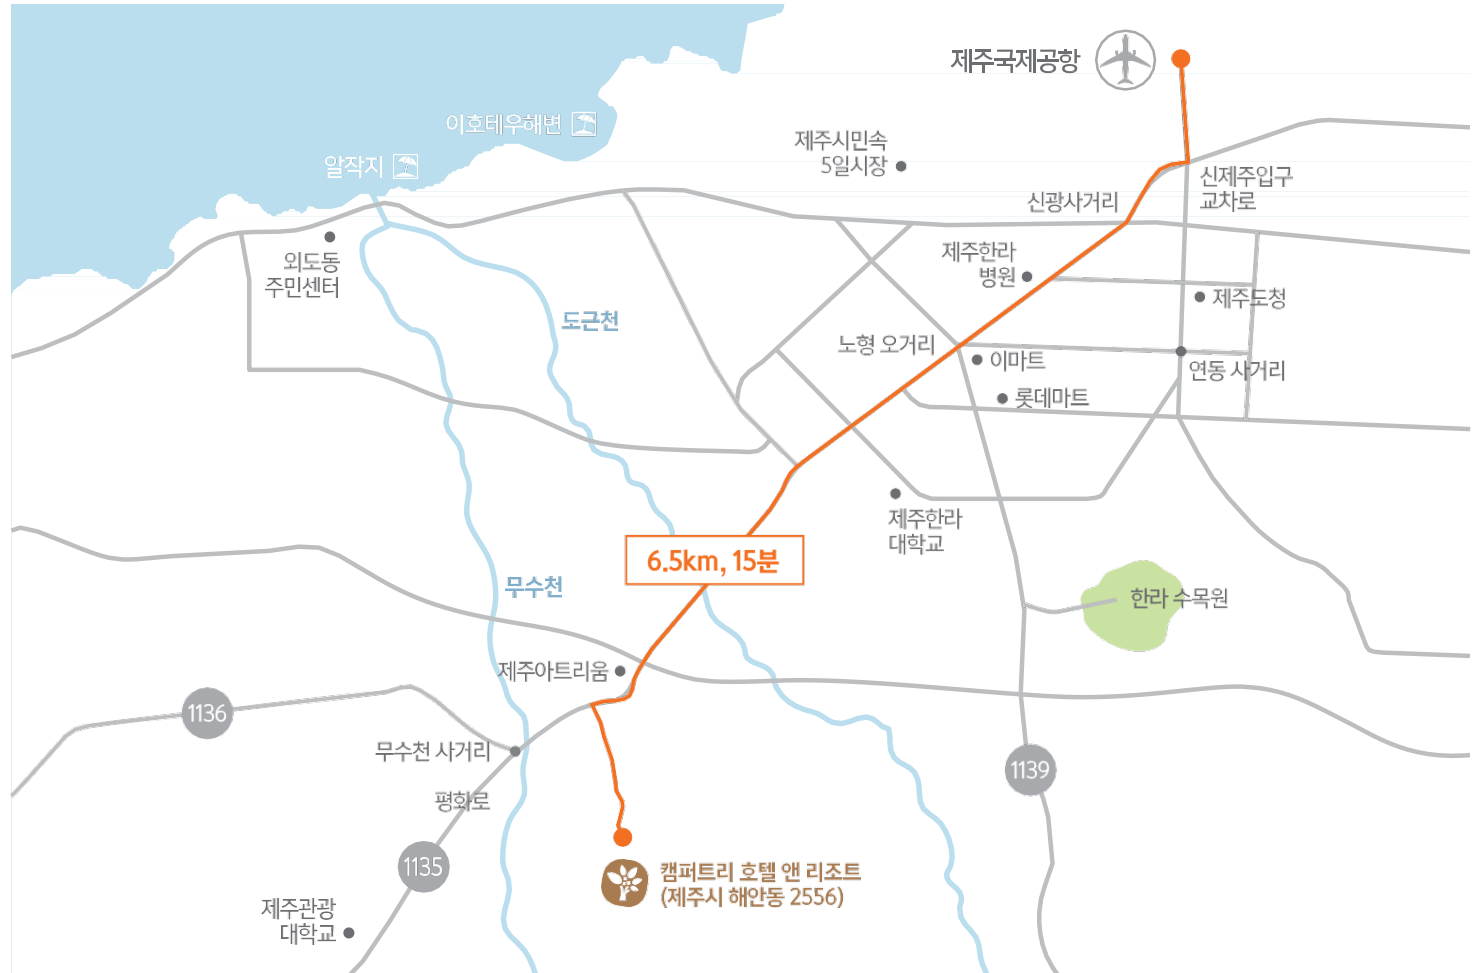 제주국제공항
이호테우해변
알작지
제주시민속
5일시장
신제주입구
교차로
신광사거리
외도동
주민센터
제주한라
병원
제주도청
도근천
노형 오거리
이마트
연동 사거리
롯데마트
제주한라
대학교
6.5km, 15분
무수천
한라 수목원
제주아트리움
1136
무수천 사거리
1139
평화로
1135
캠퍼트리 호텔 앤 리조트
(제주시 해안동 2556)
제주관광
대학교